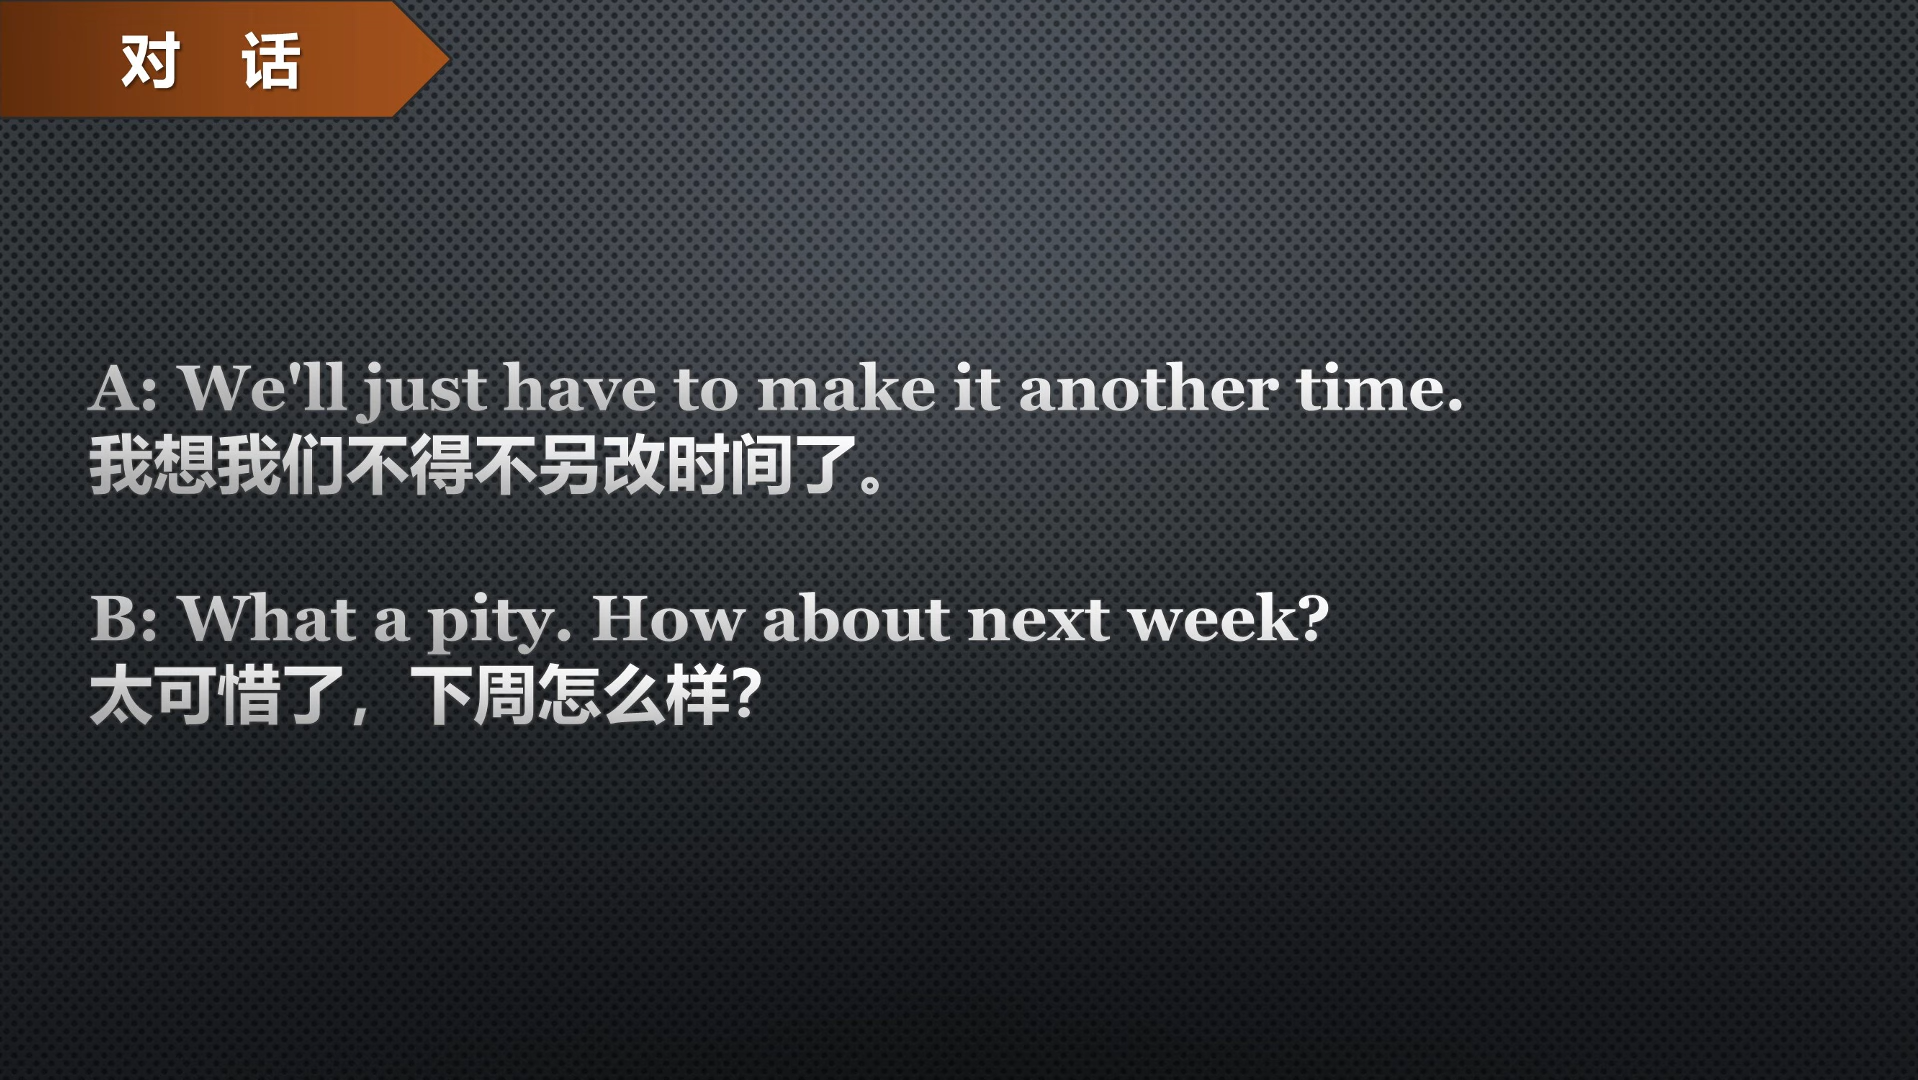 对 话
A: We'll just have to make it another time.
我想我们不得不另改时间了。
B: What a pity. How about next week?
太可惜了，下周怎么样?